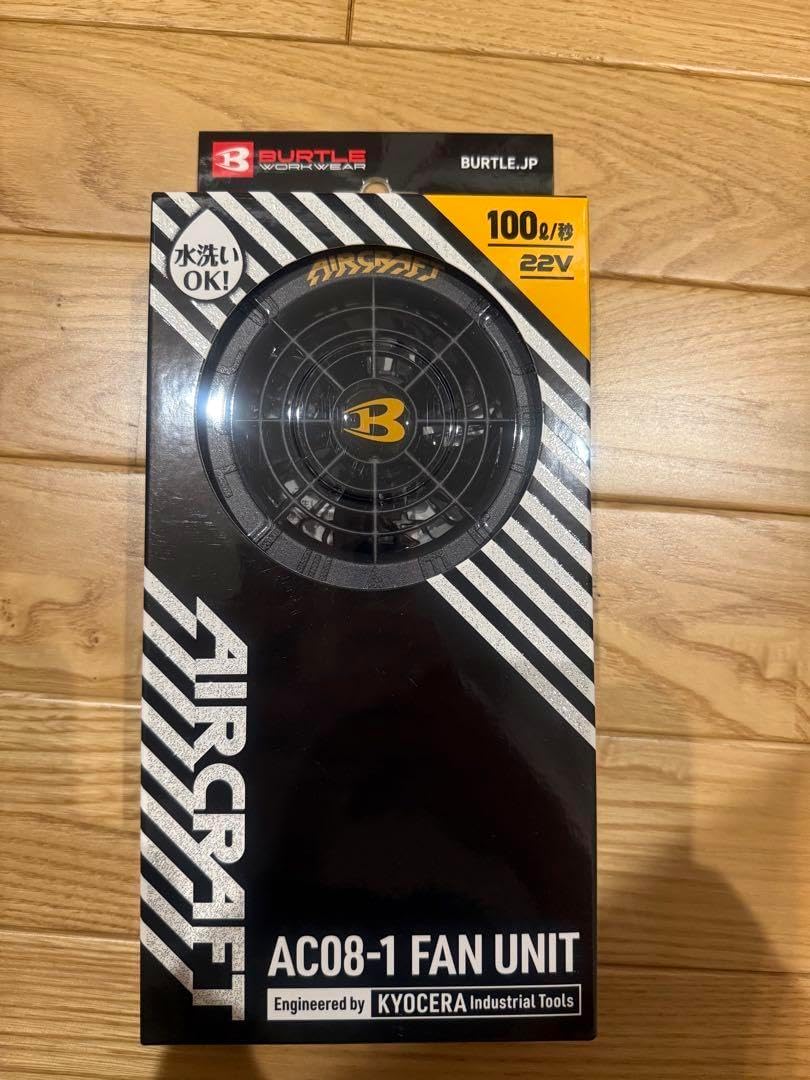 B
BURTLE
WORKWEAR
BURTLE.JP
水洗い
OK!
100ℓ/秒
22V
AIRCRAFT
B
AIRCRAFT
AC08-1 FAN UNIT
Engineered by KYOCERA Industrial Tools